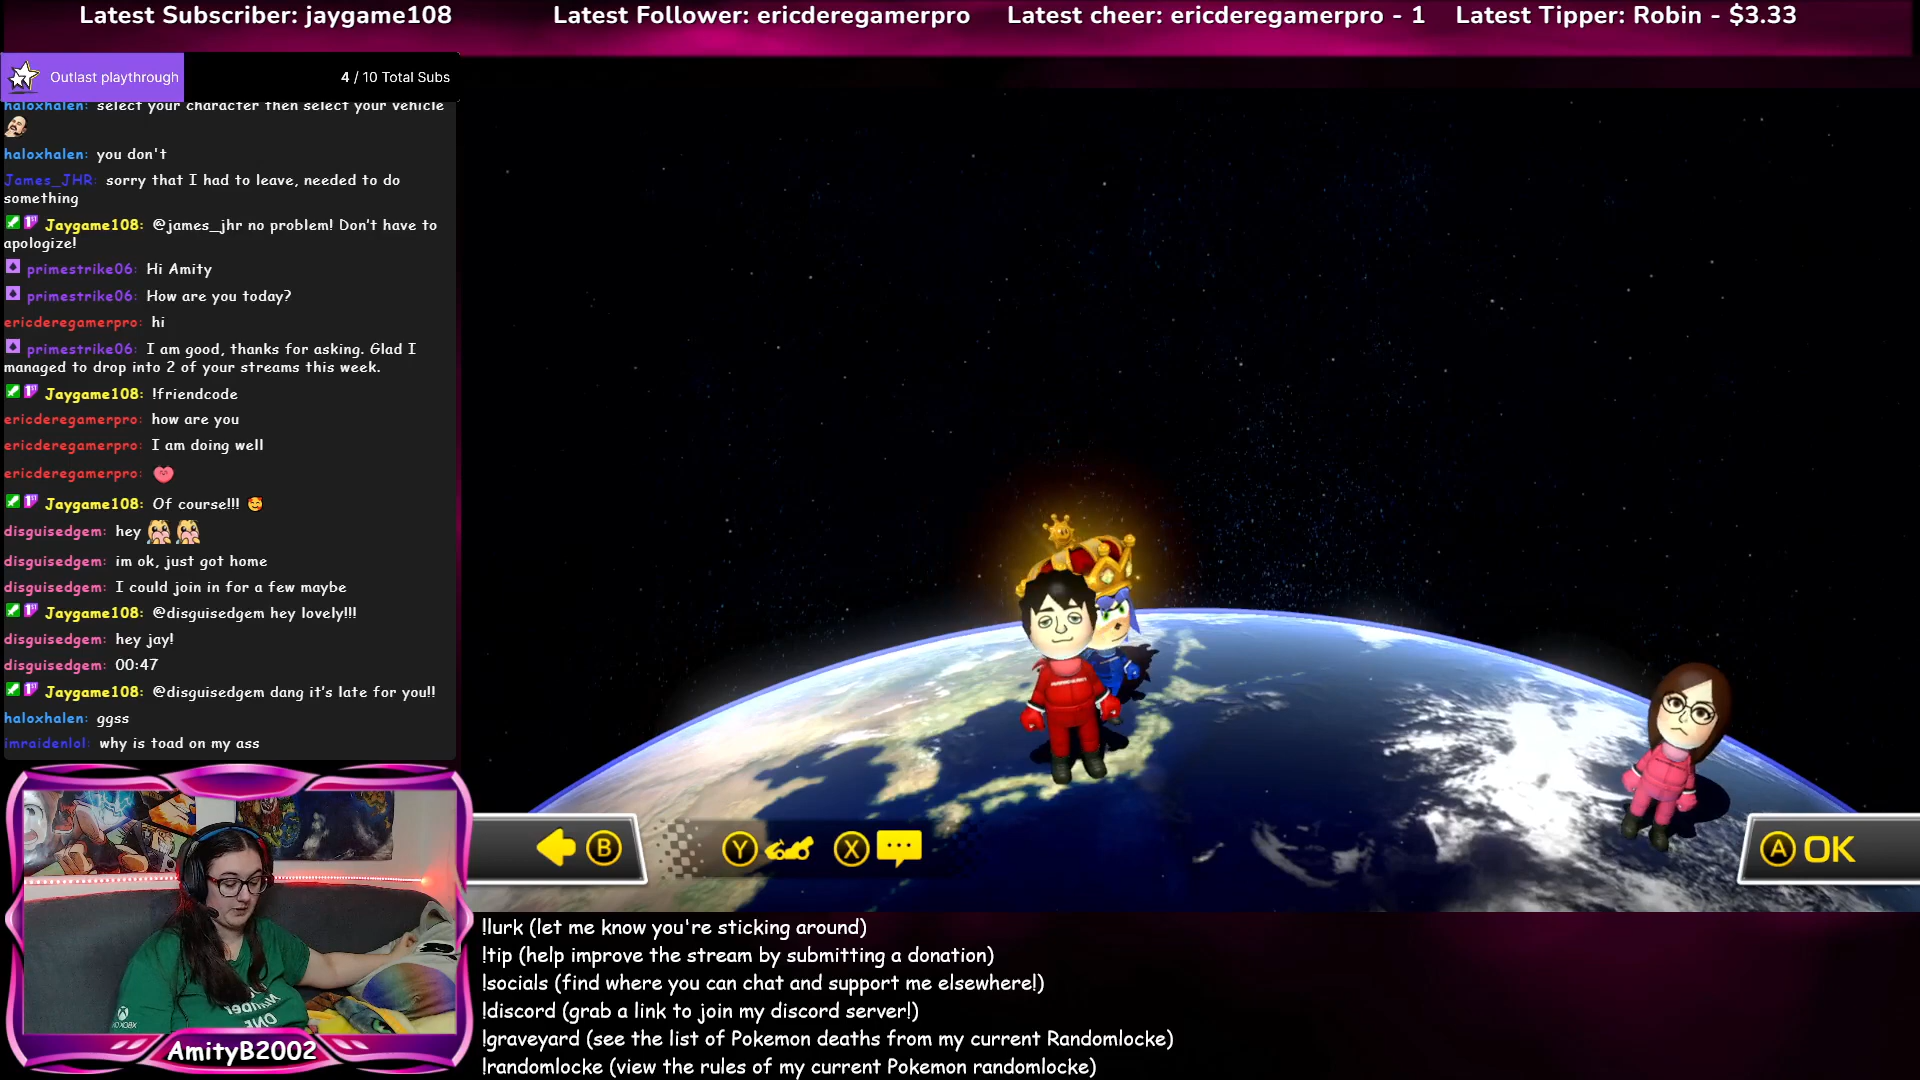 Latest Subscriber: jaygame108
Latest Follower: ericderegamerpro
Latest cheer: ericderegamerpro - 1
Latest Tipper: Robin - $3.33
Outlast playthrough
4 / 10 Total Subs
haloxhalen: select your character then select your vehicle
haloxhalen: you don't
James_JHR: sorry that I had to leave, needed to do
something
Jaygame108: @james_jhr no problem! Don't have to
apologize!
primestrike06: Hi Amity
primestrike06: How are you today?
ericderegamerpro: hi
primestrike06: I am good, thanks for asking. Glad I
managed to drop into 2 of your streams this week.
Jaygame108: !friendcode
ericderegamerpro: how are you
ericderegamerpro: I am doing well
ericderegamerpro:
Jaygame108: Of course!!!
disguisedgem: hey
disguisedgem: im ok, just got home
disguisedgem: I could join in for a few maybe
Jaygame108: @disguisedgem hey lovely!!!
disguisedgem: hey jay!
disguisedgem: 00:47
Jaygame108: @disguisedgem dang it's late for you!!
haloxhalen: ggss
imraidenlol: why is toad on my ass
B
Y
X
A OK
Number
ONE
XBOX
AmityB2002
!lurk (let me know you're sticking around)
!tip (help improve the stream by submitting a donation)
!socials (find where you can chat and support me elsewhere!)
!discord (grab a link to join my discord server!)
!graveyard (see the list of Pokemon deaths from my current Randomlocke)
!randomlocke (view the rules of my current Pokemon randomlocke)